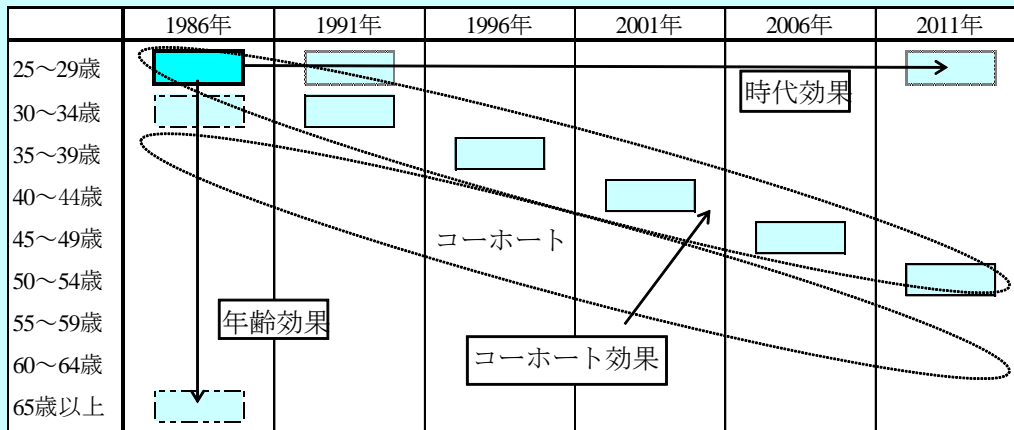 1986年 1991年 1996年 2001年 2006年 2011年
25～29歳
時代効果
30～34歳
35～39歳
40～44歳
45～49歳
コーホート
50～54歳
年齢効果
55～59歳
コーホート効果
60～64歳
65歳以上